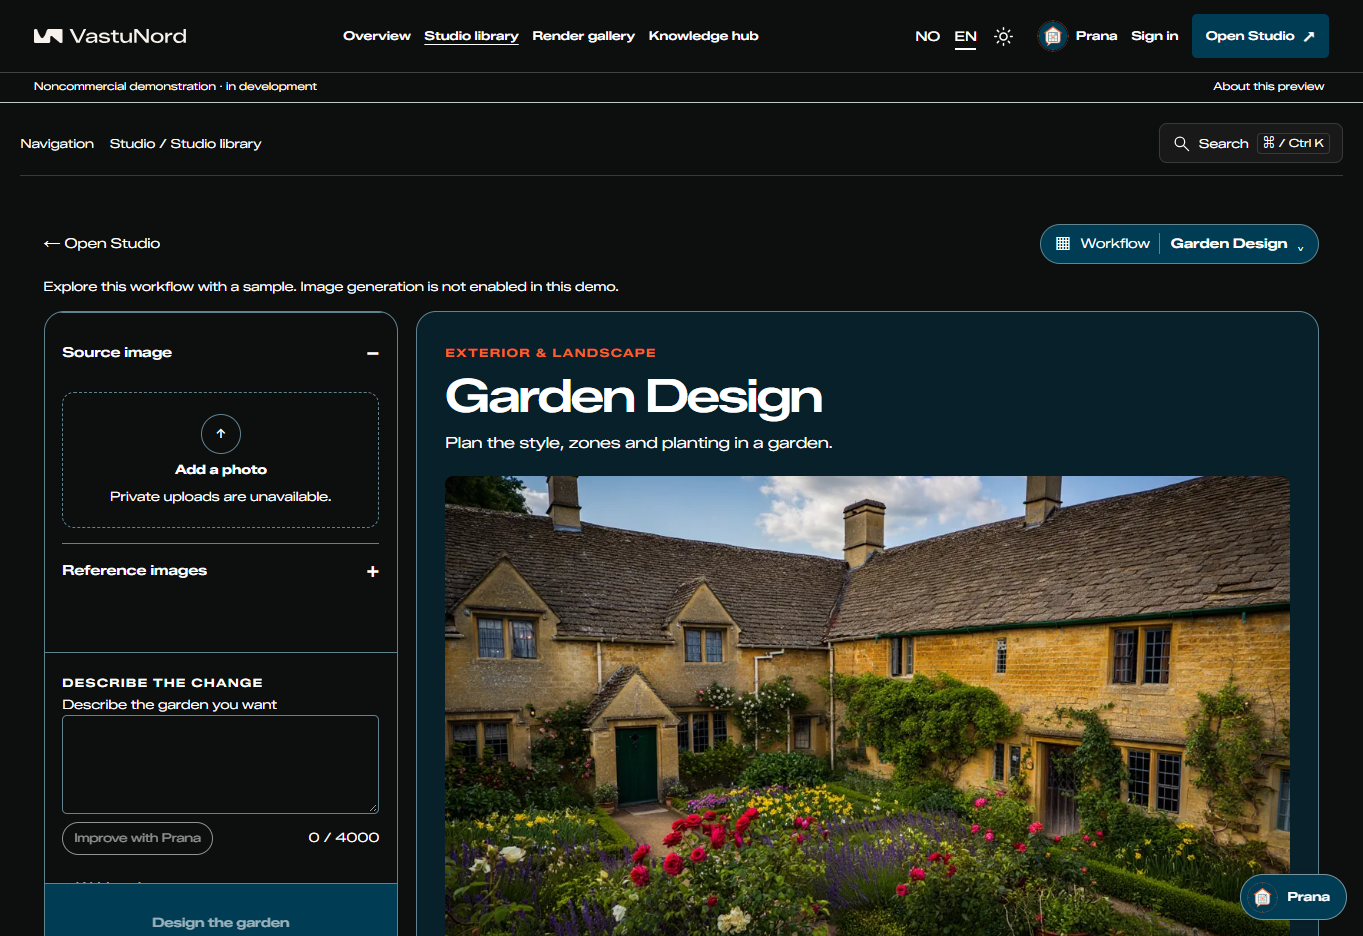 VastuNord
Overview Studio library Render gallery Knowledge hub
NO EN
Prana Sign in Open Studio ↗
Noncommercial demonstration · in development
About this preview
Navigation Studio / Studio library
Search ⌘ / Ctrl K
← Open Studio
Workflow Garden Design
Explore this workflow with a sample. Image generation is not enabled in this demo.
Source image
Add a photo
Private uploads are unavailable.
Reference images
DESCRIBE THE CHANGE
Describe the garden you want
Improve with Prana
0 / 4000
Design the garden
EXTERIOR & LANDSCAPE
Garden Design
Plan the style, zones and planting in a garden.
Prana